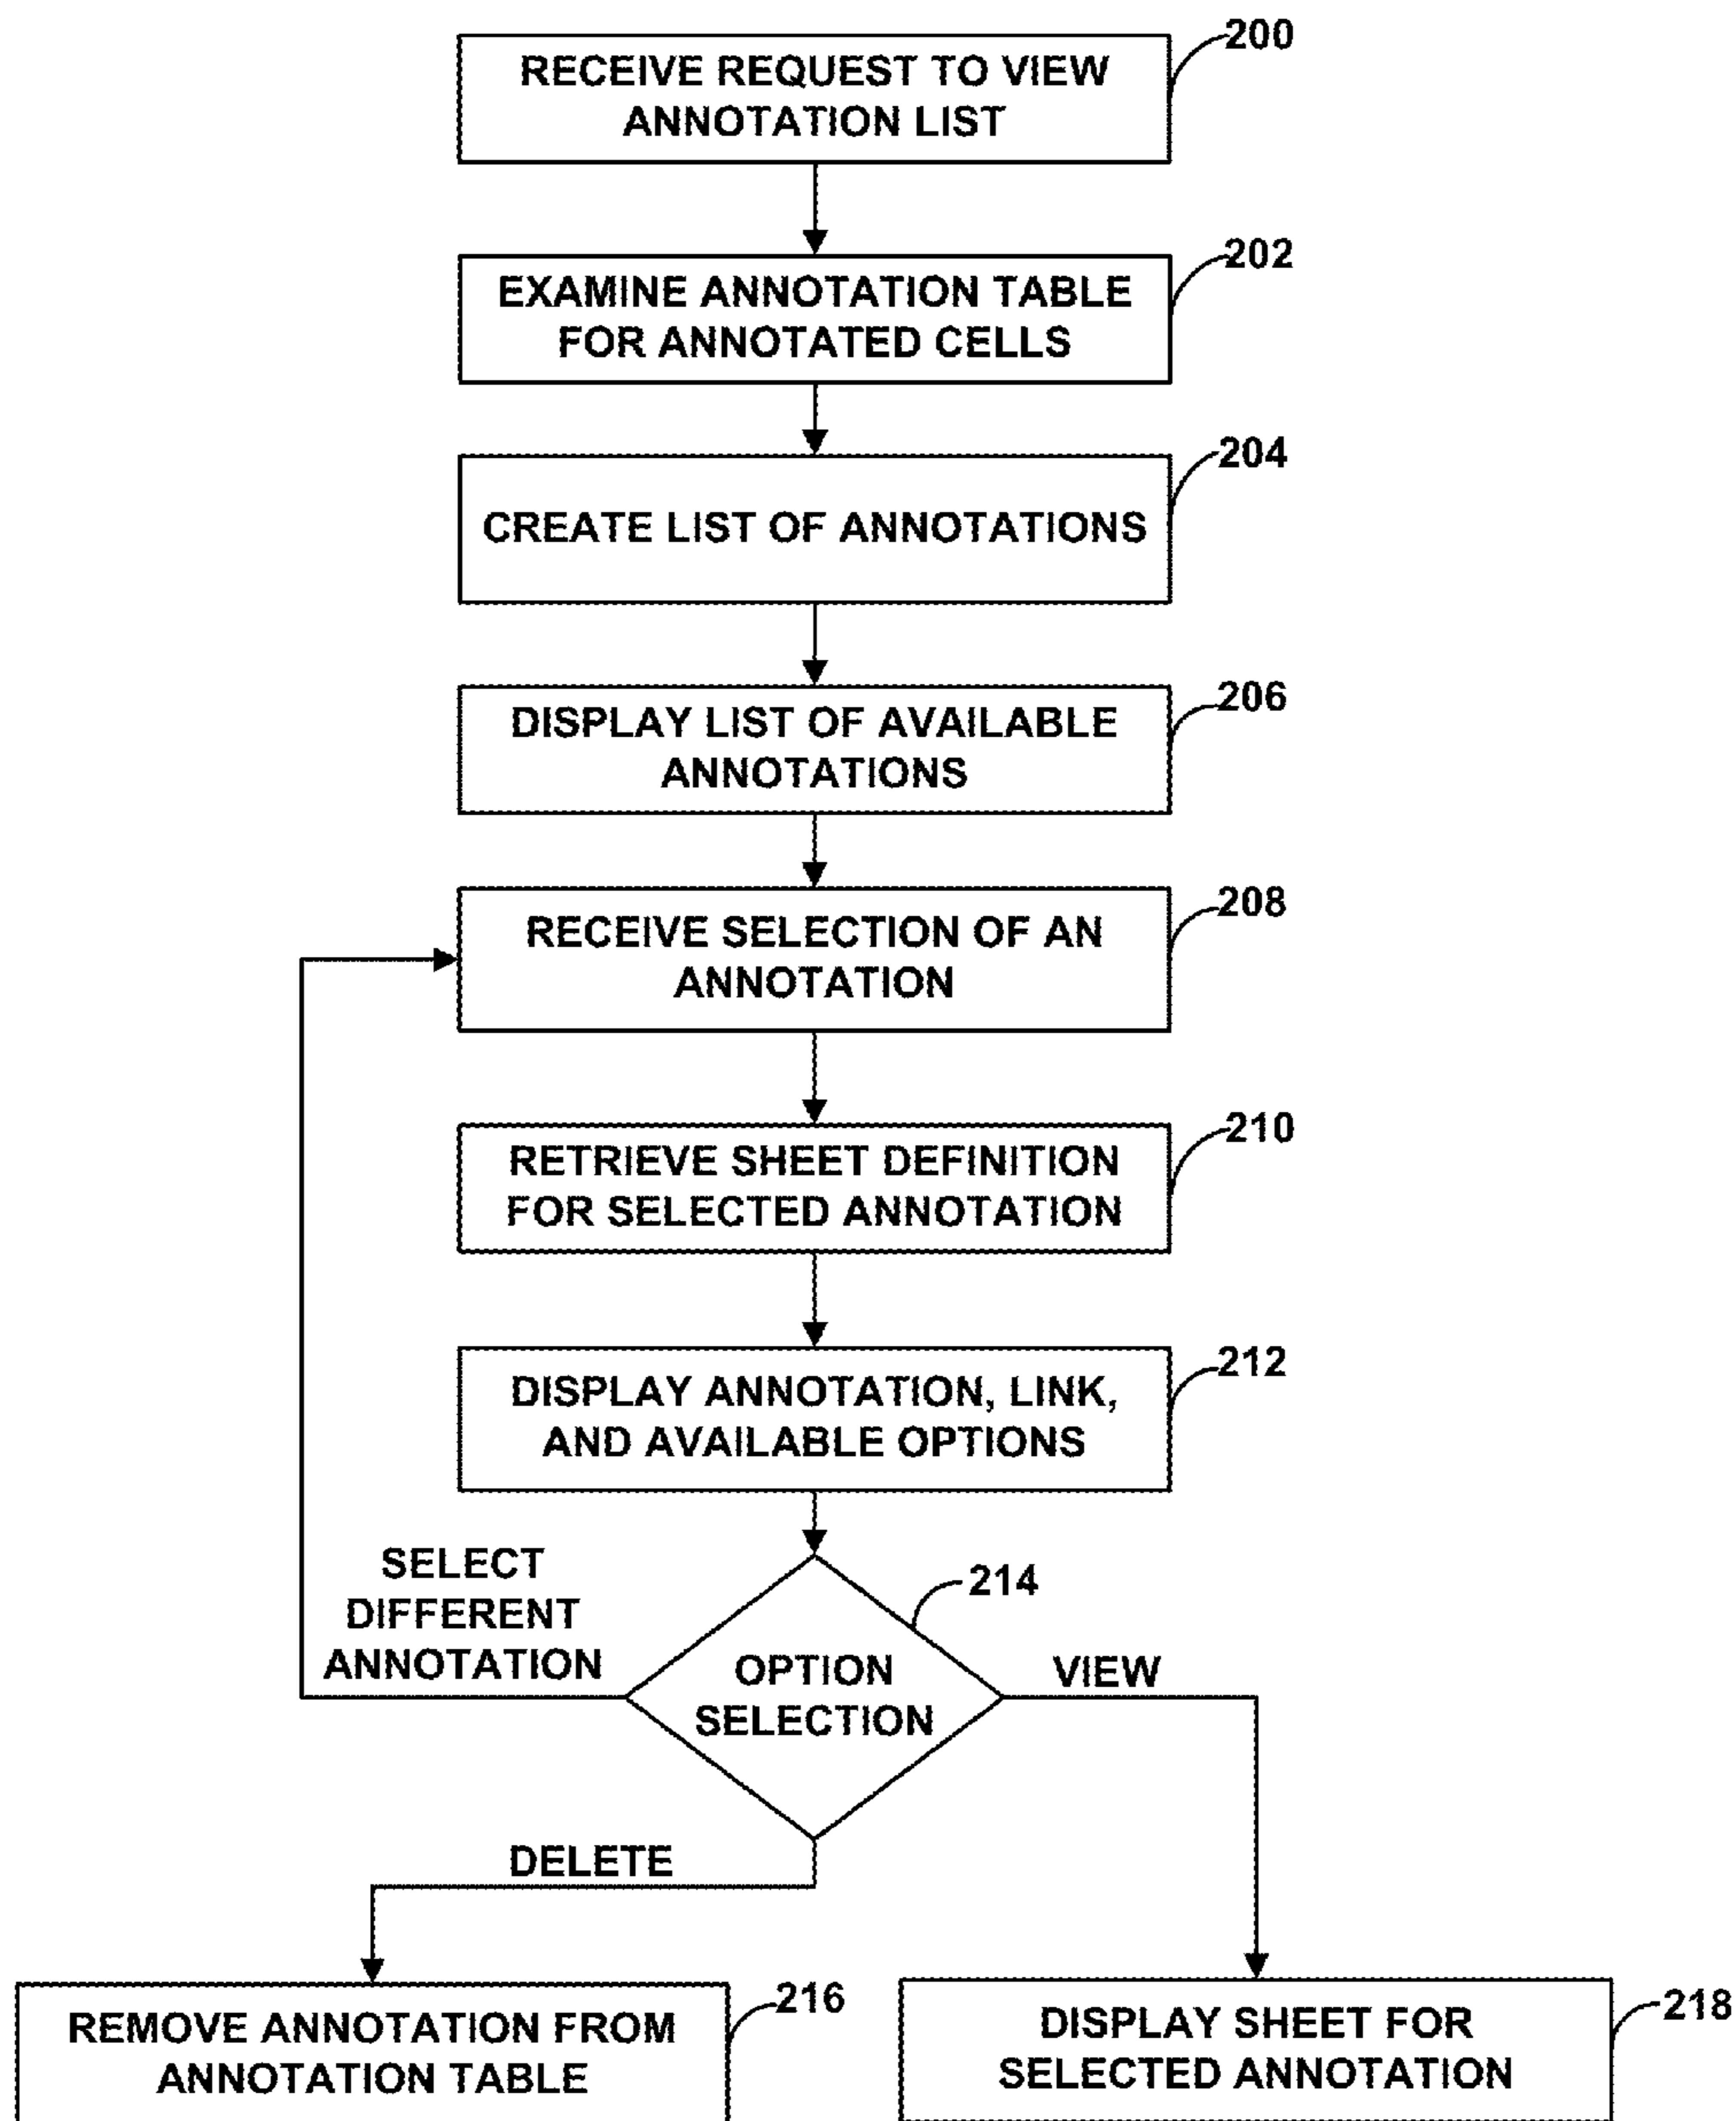 200
RECEIVE REQUEST TO VIEW
ANNOTATION LIST
202
EXAMINE ANNOTATION TABLE
FOR ANNOTATED CELLS
204
CREATE LIST OF ANNOTATIONS
206
DISPLAY LIST OF AVAILABLE
ANNOTATIONS
208
RECEIVE SELECTION OF AN
ANNOTATION
210
RETRIEVE SHEET DEFINITION
FOR SELECTED ANNOTATION
212
DISPLAY ANNOTATION, LINK,
AND AVAILABLE OPTIONS
SELECT
DIFFERENT
ANNOTATION
214
OPTION
SELECTION
VIEW
DELETE
216
REMOVE ANNOTATION FROM
ANNOTATION TABLE
218
DISPLAY SHEET FOR
SELECTED ANNOTATION